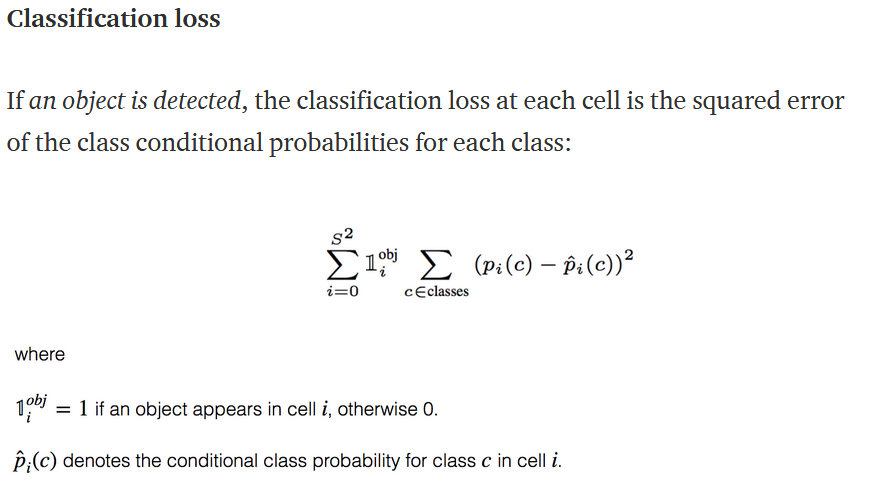 Classification loss
If an object is detected, the classification loss at each cell is the squared error
of the class conditional probabilities for each class:
$\sum_{i=0}^{S^2} \mathbb{1}_i^{\text{obj}} \sum_{c \in \text{classes}} (p_i(c) - \hat{p}_i(c))^2$
where
$\mathbb{1}_i^{obj} = 1$ if an object appears in cell $i$, otherwise 0.
$\hat{p}_i(c)$ denotes the conditional class probability for class $c$ in cell $i$.